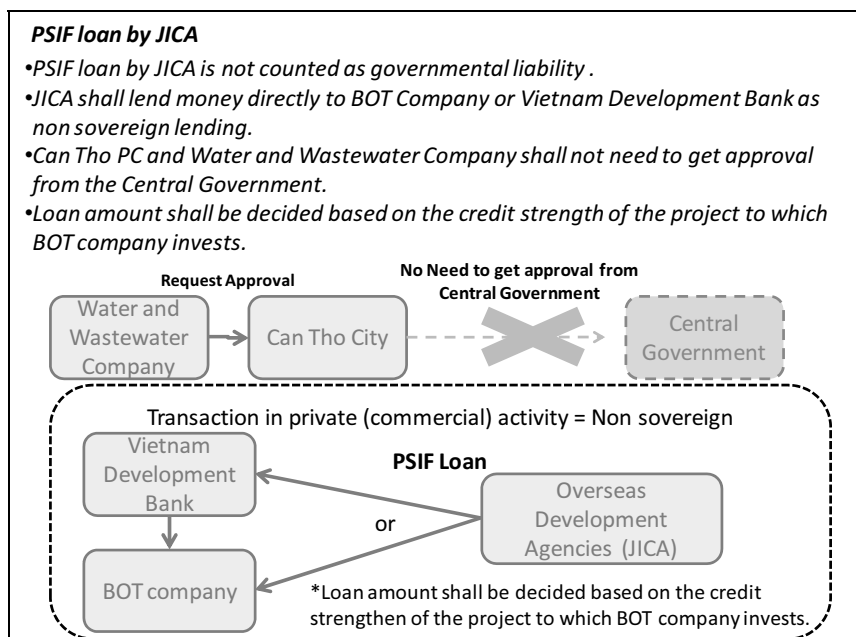 PSIF loan by JICA
•PSIF loan by JICA is not counted as governmental liability .
•JICA shall lend money directly to BOT Company or Vietnam Development Bank as
non sovereign lending.
•Can Tho PC and Water and Wastewater Company shall not need to get approval
from the Central Government.
•Loan amount shall be decided based on the credit strength of the project to which
BOT company invests.
Request Approval
No Need to get approval from
Central Government
Water and
Wastewater
Company
Can Tho City
Central
Government
Transaction in private (commercial) activity = Non sovereign
Vietnam
Development
Bank
PSIF Loan
or
Overseas
Development
Agencies (JICA)
BOT company
*Loan amount shall be decided based on the credit
strengthen of the project to which BOT company invests.